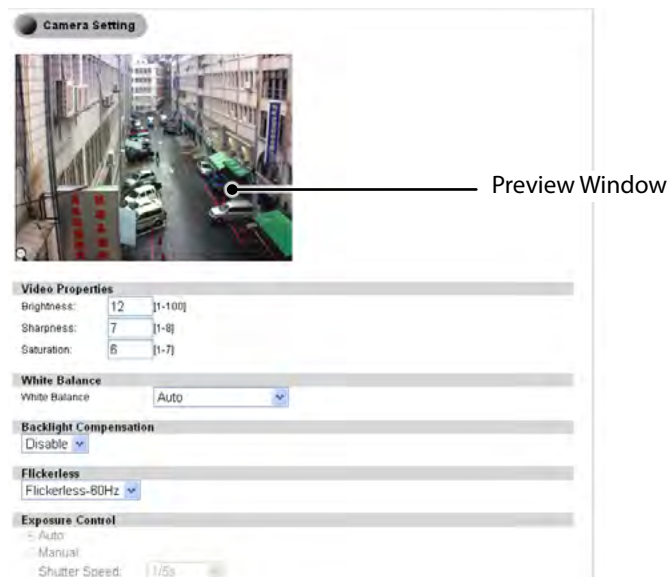 Camera Setting
Preview Window
Video Properties
Brightness: 12 [1-100]
Sharpness: 7 [1-8]
Saturation: 6 [1-7]
White Balance
White Balance Auto
Backlight Compensation
Disable
Flickerless
Flickerless-60Hz
Exposure Control
Auto
Manual
Shutter Speed: 1/5s